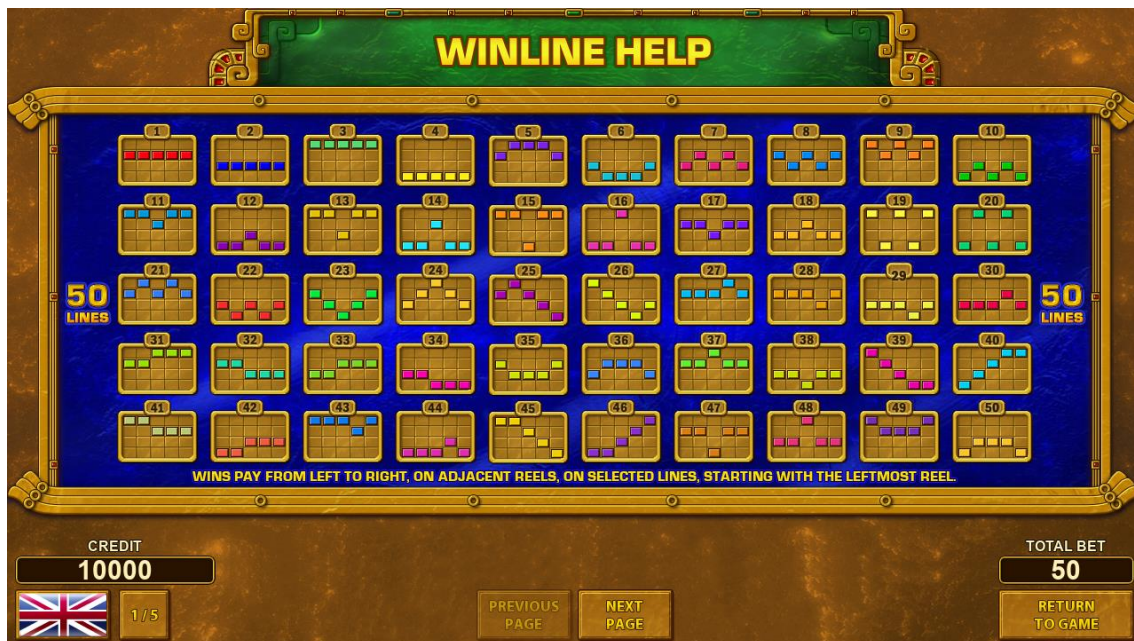 WINLINE HELP
1 2 3 4 5 6 7 8 9 10
11 12 13 14 15 16 17 18 19 20
21 22 23 24 25 26 27 28 29 30
50 LINES
50 LINES
31 32 33 34 35 36 37 38 39 40
41 42 43 44 45 46 47 48 49 50
WINS PAY FROM LEFT TO RIGHT, ON ADJACENT REELS, ON SELECTED LINES, STARTING WITH THE LEFTMOST REEL.
CREDIT
10000
TOTAL BET
50
1/5
PREVIOUS
PAGE
NEXT
PAGE
RETURN
TO GAME